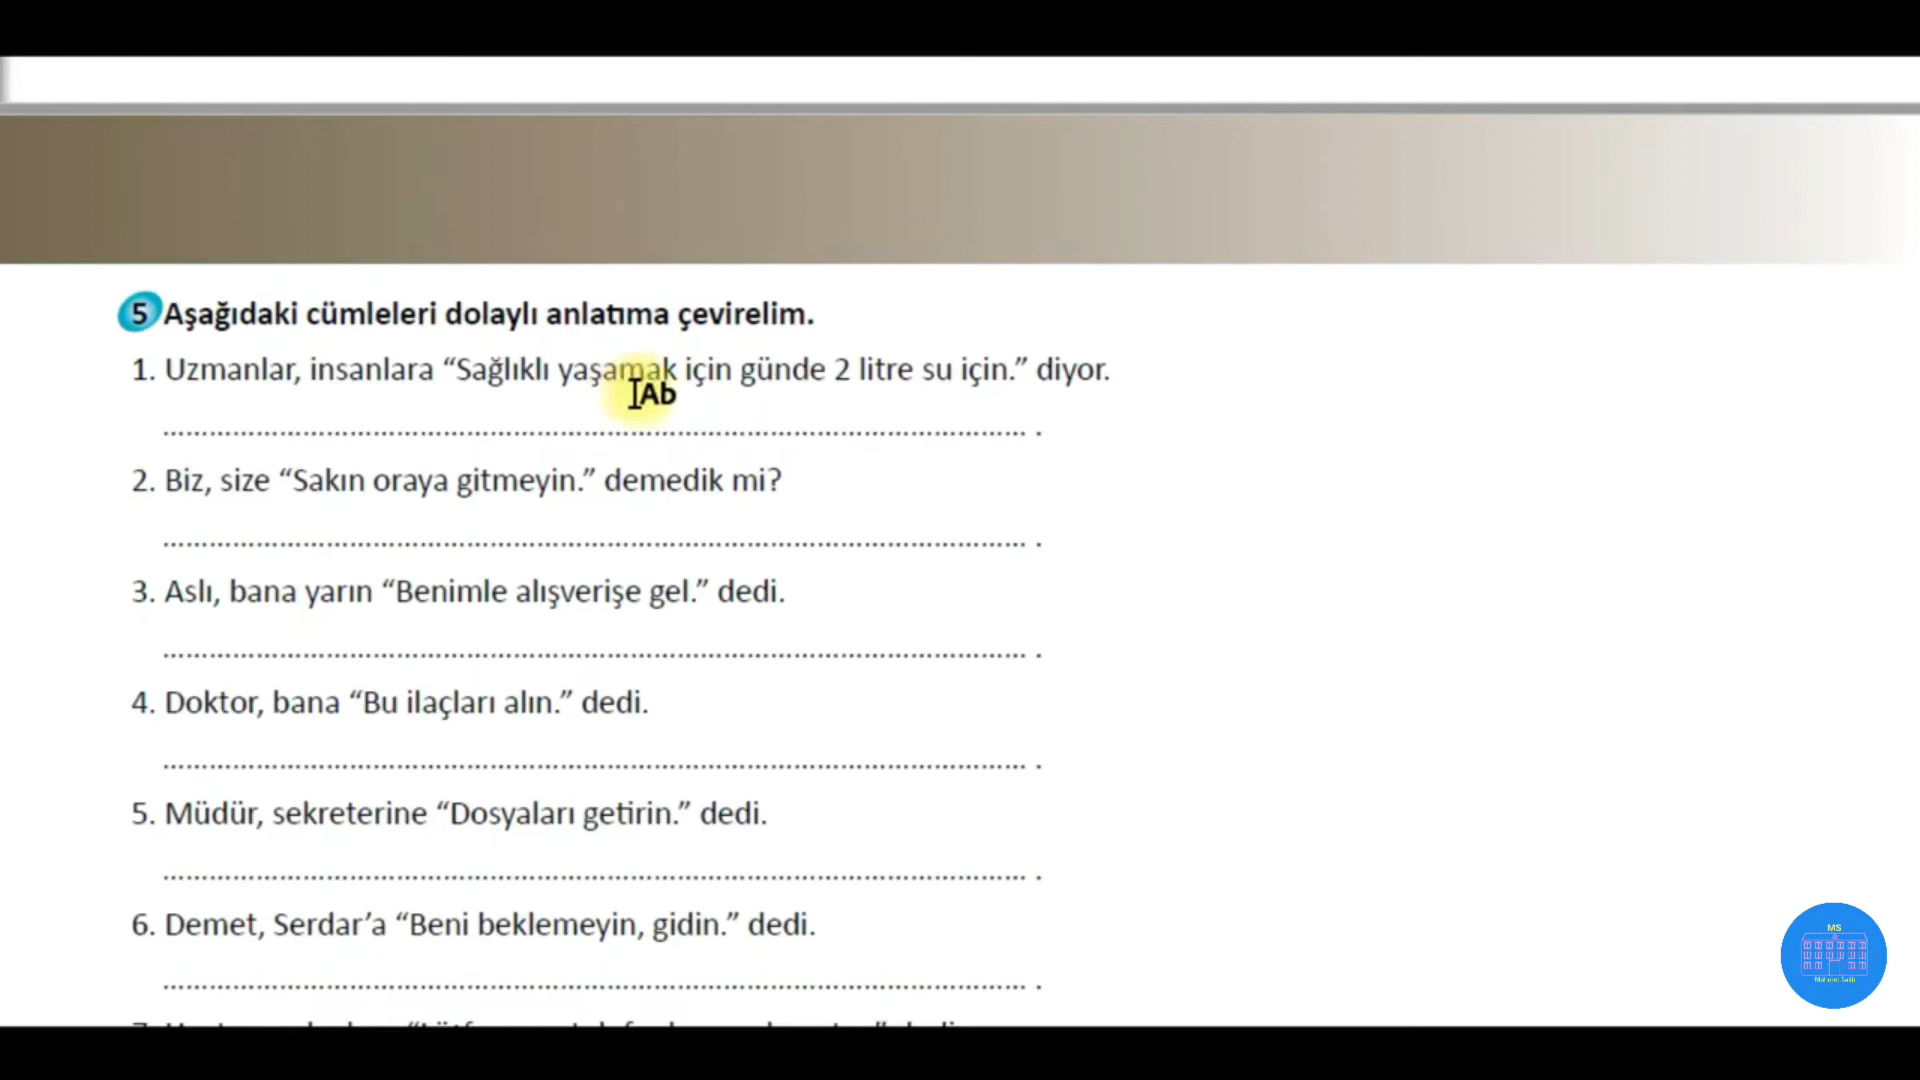 5 Aşağıdaki cümleleri dolaylı anlatıma çevirelim.
1. Uzmanlar, insanlara “Sağlıklı yaşamak için günde 2 litre su için.” diyor.
Ab
.................................................................................................... .
2. Biz, size “Sakın oraya gitmeyin.” demedik mi?
.................................................................................................... .
3. Aslı, bana yarın “Benimle alışverişe gel.” dedi.
.................................................................................................... .
4. Doktor, bana “Bu ilaçları alın.” dedi.
.................................................................................................... .
5. Müdür, sekreterine “Dosyaları getirin.” dedi.
.................................................................................................... .
6. Demet, Serdar’a “Beni beklemeyin, gidin.” dedi.
.................................................................................................... .
MS